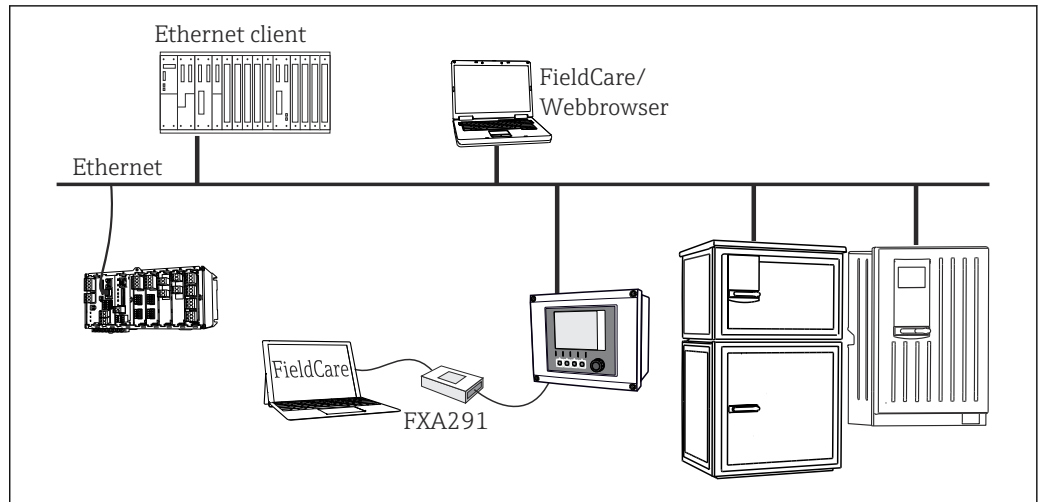 Ethernet client
FieldCare/
Webbrowser
Ethernet
FieldCare
FXA291